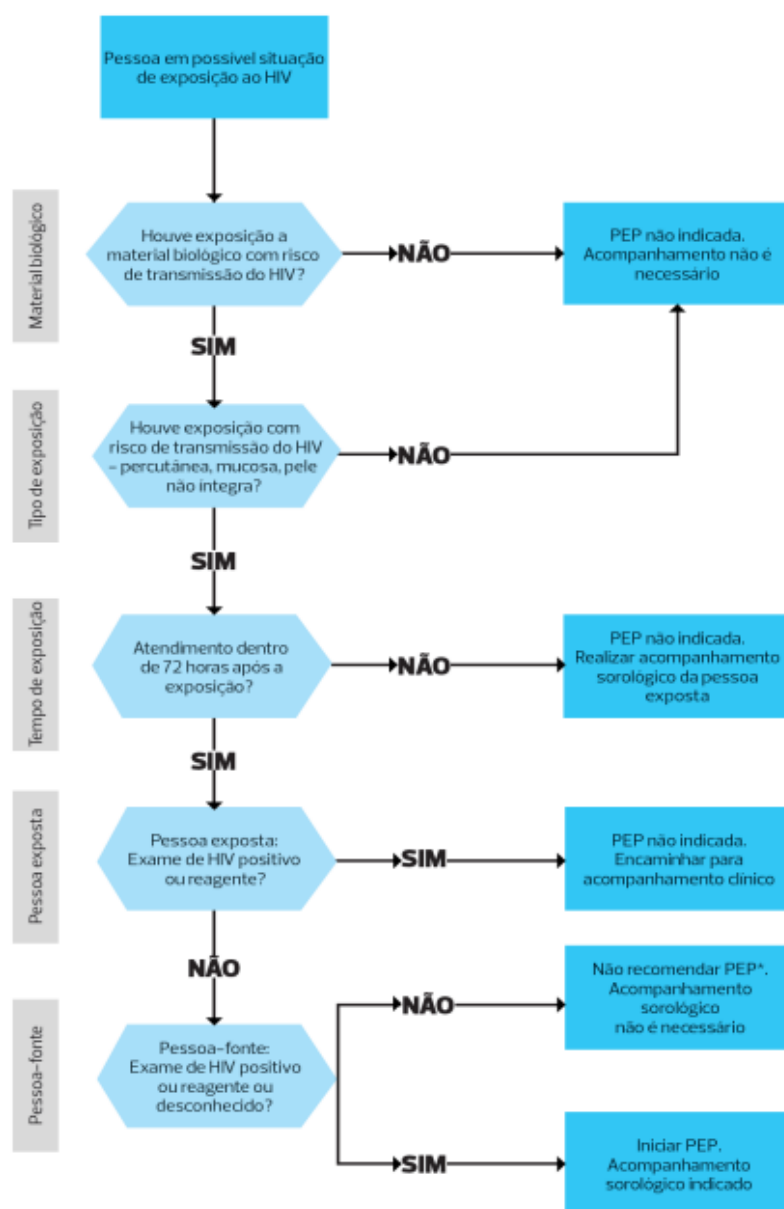 Pessoa em possível situação
de exposição ao HIV
Material biológico
Houve exposição a
material biológico com risco
de transmissão do HIV?
NÃO
PEP não indicada.
Acompanhamento não é
necessário
SIM
Tipo de exposição
Houve exposição com
risco de transmissão do HIV
- percutânea, mucosa, pele
não íntegra?
NÃO
SIM
Tempo de exposição
Atendimento dentro
de 72 horas após a
exposição?
NÃO
PEP não indicada.
Realizar acompanhamento
sorológico da pessoa
exposta
SIM
Pessoa exposta
Pessoa exposta:
Exame de HIV positivo
ou reagente?
SIM
PEP não indicada.
Encaminhar para
acompanhamento clínico
NÃO
Pessoa-fonte
Pessoa-fonte:
Exame de HIV positivo
ou reagente ou
desconhecido?
NÃO
Não recomendar PEP*.
Acompanhamento
sorológico
não é necessário
SIM
Iniciar PEP.
Acompanhamento
sorológico indicado